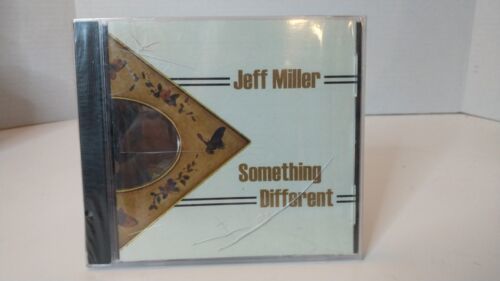 Jeff Miller
Something
Different